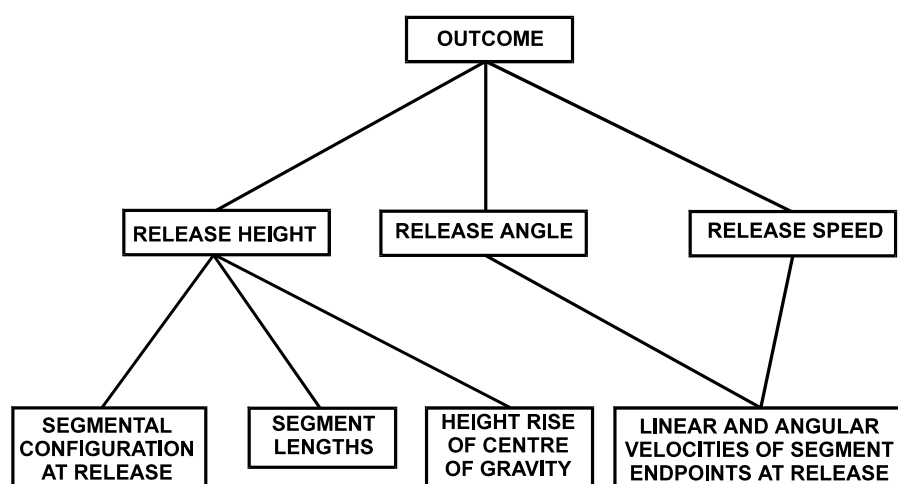 OUTCOME
RELEASE HEIGHT
RELEASE ANGLE
RELEASE SPEED
SEGMENTAL
CONFIGURATION
AT RELEASE
SEGMENT
LENGTHS
HEIGHT RISE
OF CENTRE
OF GRAVITY
LINEAR AND ANGULAR
VELOCITIES OF SEGMENT
ENDPOINTS AT RELEASE